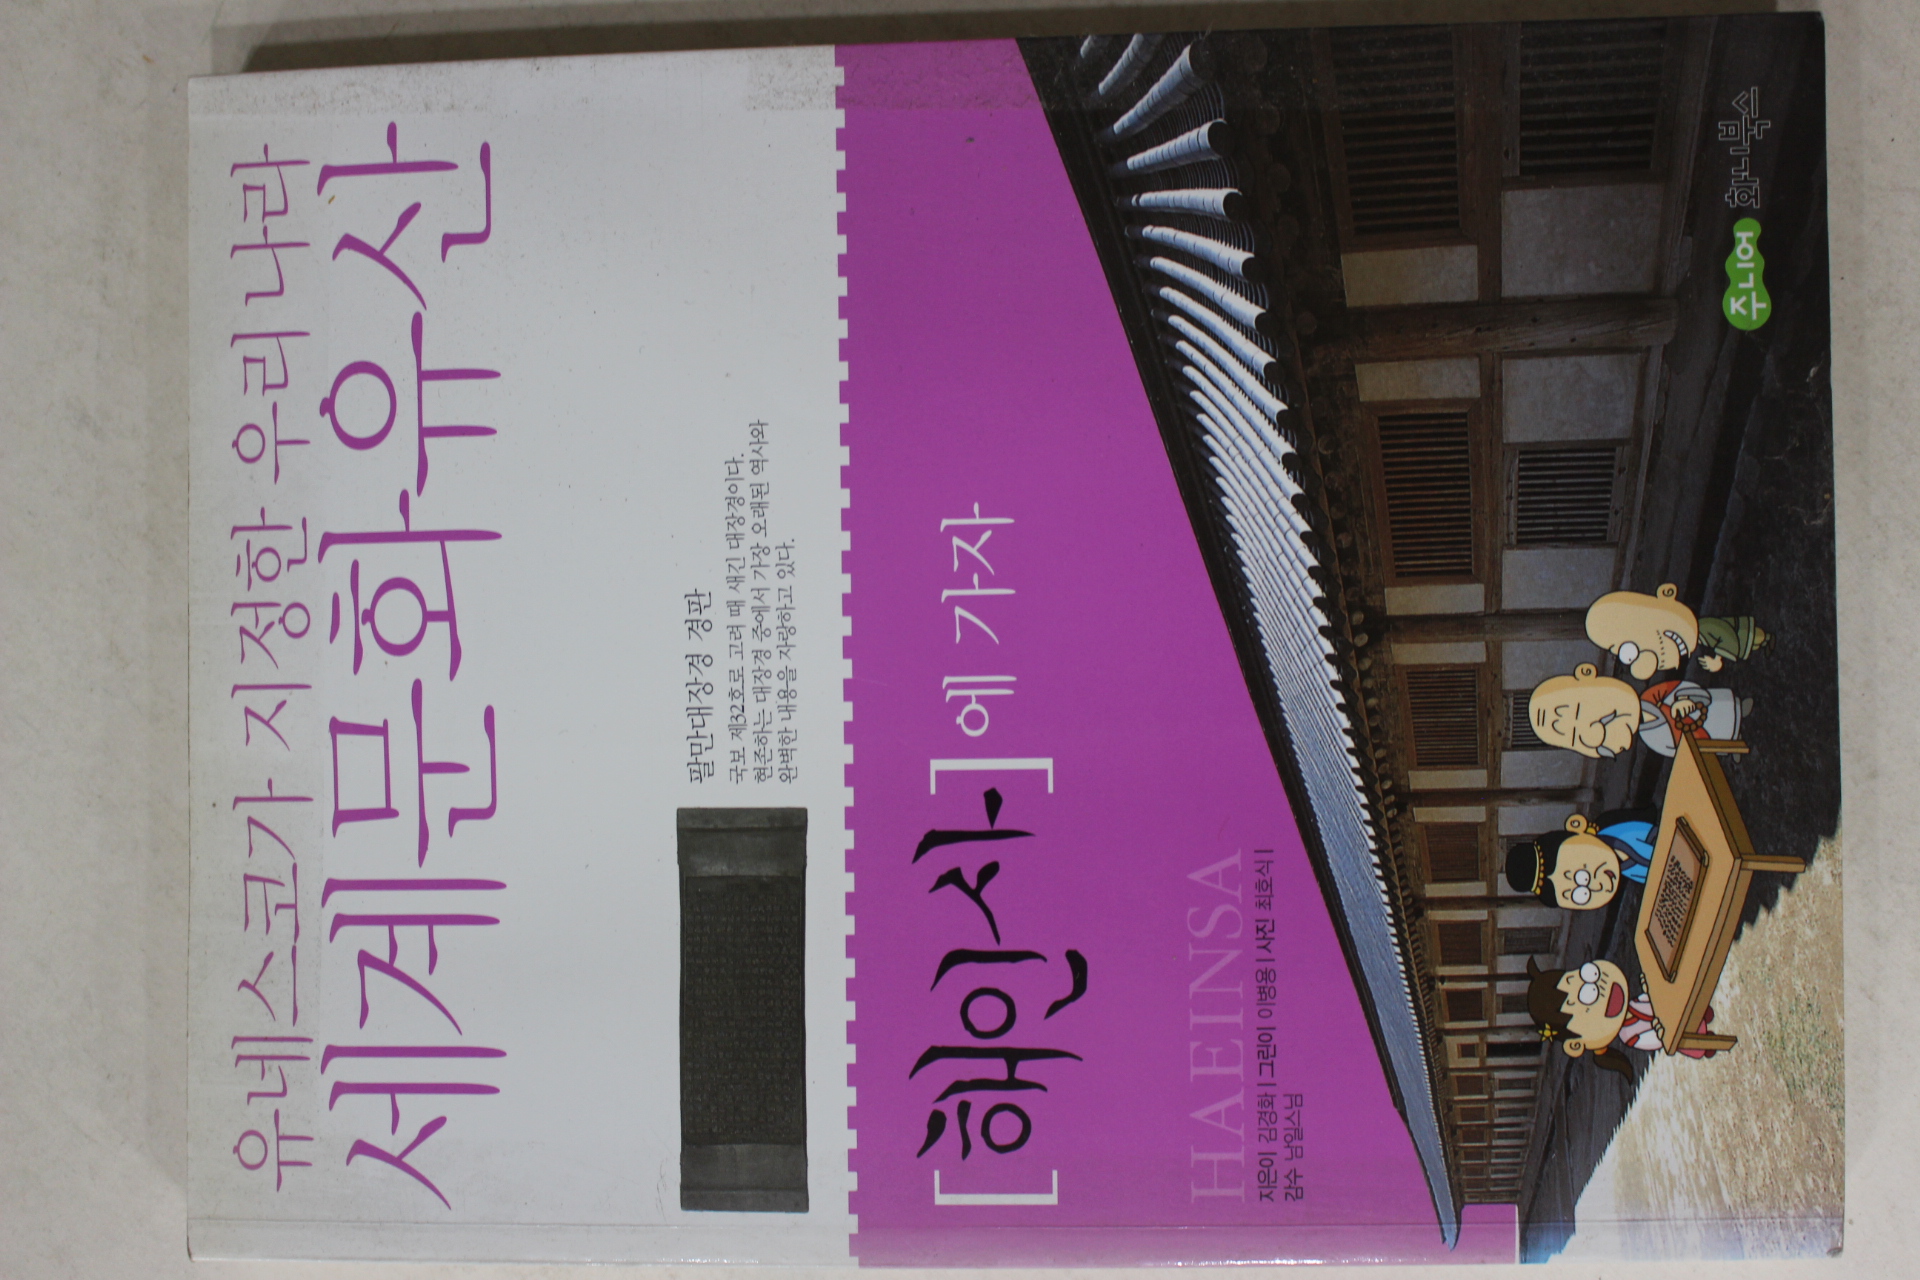 유네스코가 지정한 우리 나라
세계문화유산
팔만대장경 경판
국보 제32호로 고려 때 새긴 대장경이다.
현존하는 대장경 중에서 가장 오래된 역사와
완벽한 내용을 자랑하고 있다.
[해인사]에 가자
HAEINSA
지은이 김경화 | 그린이 이병용 | 사진 최호식 |
감수 남일스님
주니어 화니북스